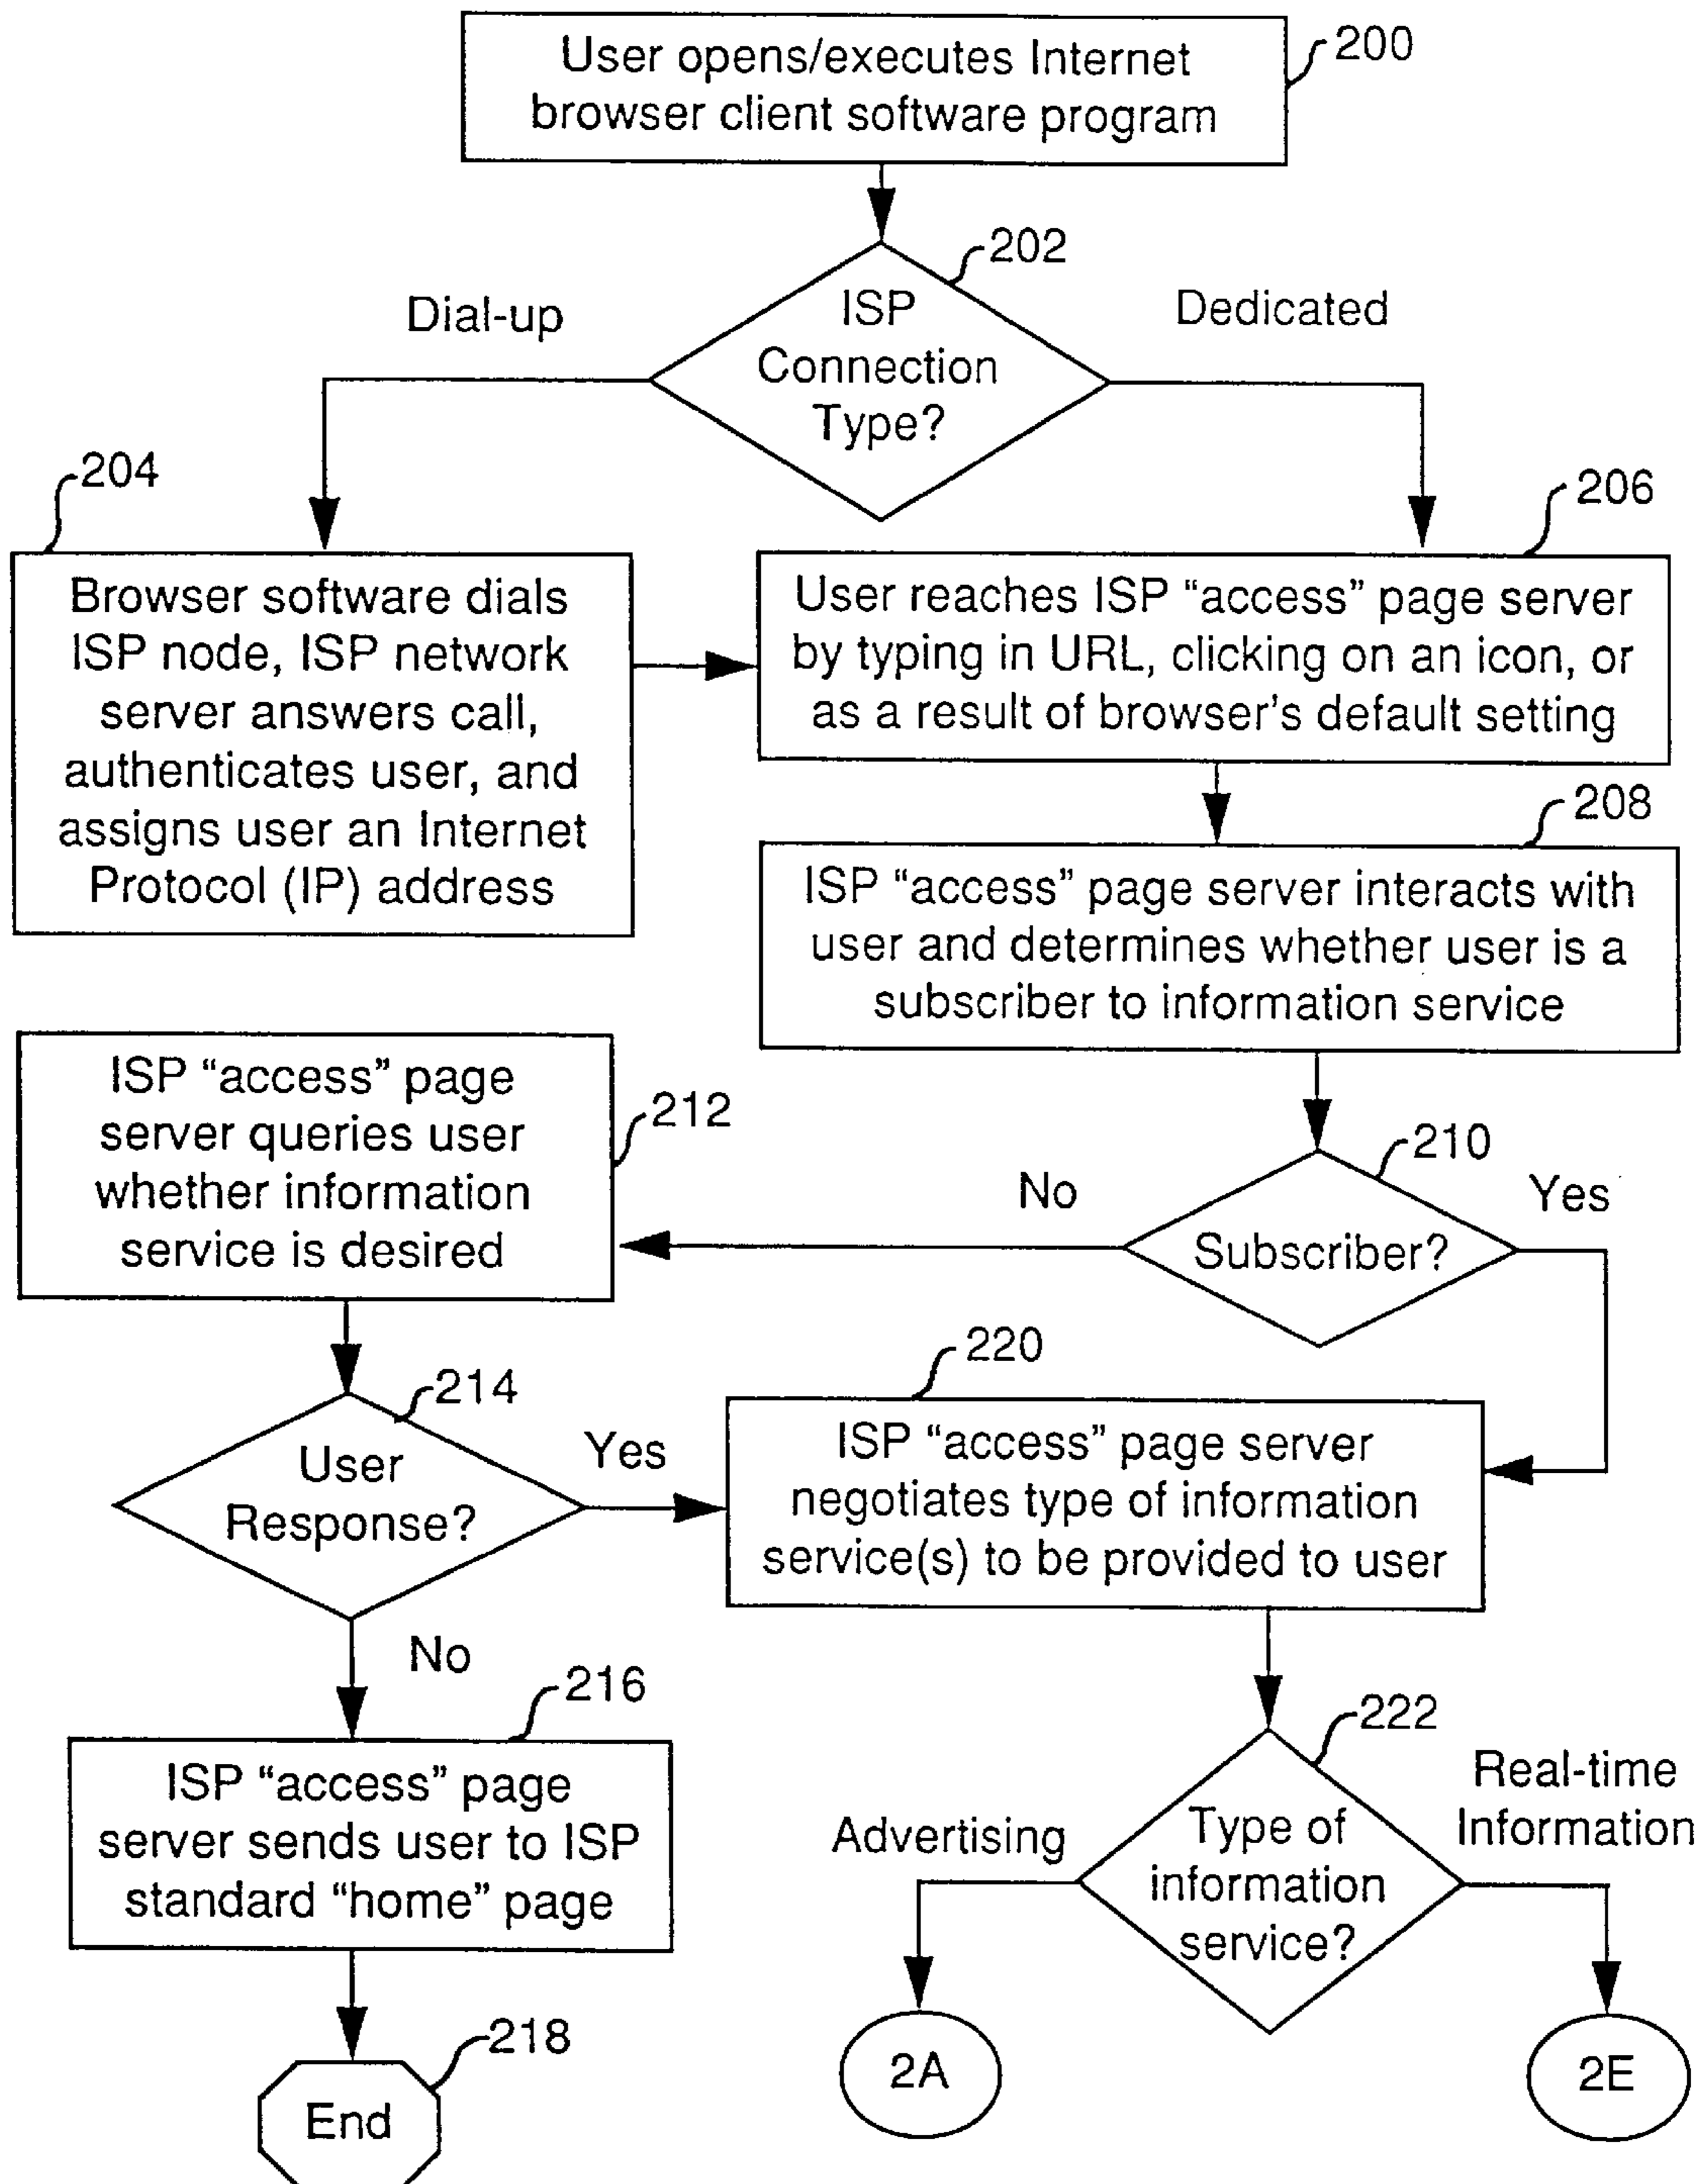 User opens/executes Internet
browser client software program
200
202
ISP
Connection
Type?
Dial-up
Dedicated
204
Browser software dials
ISP node, ISP network
server answers call,
authenticates user, and
assigns user an Internet
Protocol (IP) address
206
User reaches ISP “access” page server
by typing in URL, clicking on an icon, or
as a result of browser’s default setting
208
ISP “access” page server interacts with
user and determines whether user is a
subscriber to information service
210
Subscriber?
No
Yes
212
ISP “access” page
server queries user
whether information
service is desired
214
User
Response?
Yes
No
220
ISP “access” page server
negotiates type of information
service(s) to be provided to user
216
ISP “access” page
server sends user to ISP
standard “home” page
222
Type of
information
service?
Advertising
Real-time
Information
218
End
2A
2E